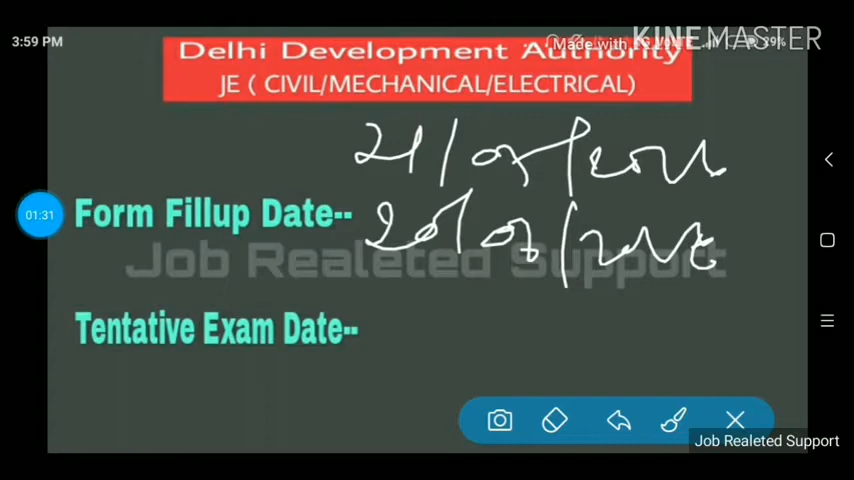 3:59 PM
Made with
KINEMASTER
Delhi Development Authority
JE ( CIVIL/MECHANICAL/ELECTRICAL)
01:31
Form Fillup Date--
Job Realeted Support
Tentative Exam Date--
Job Realeted Support